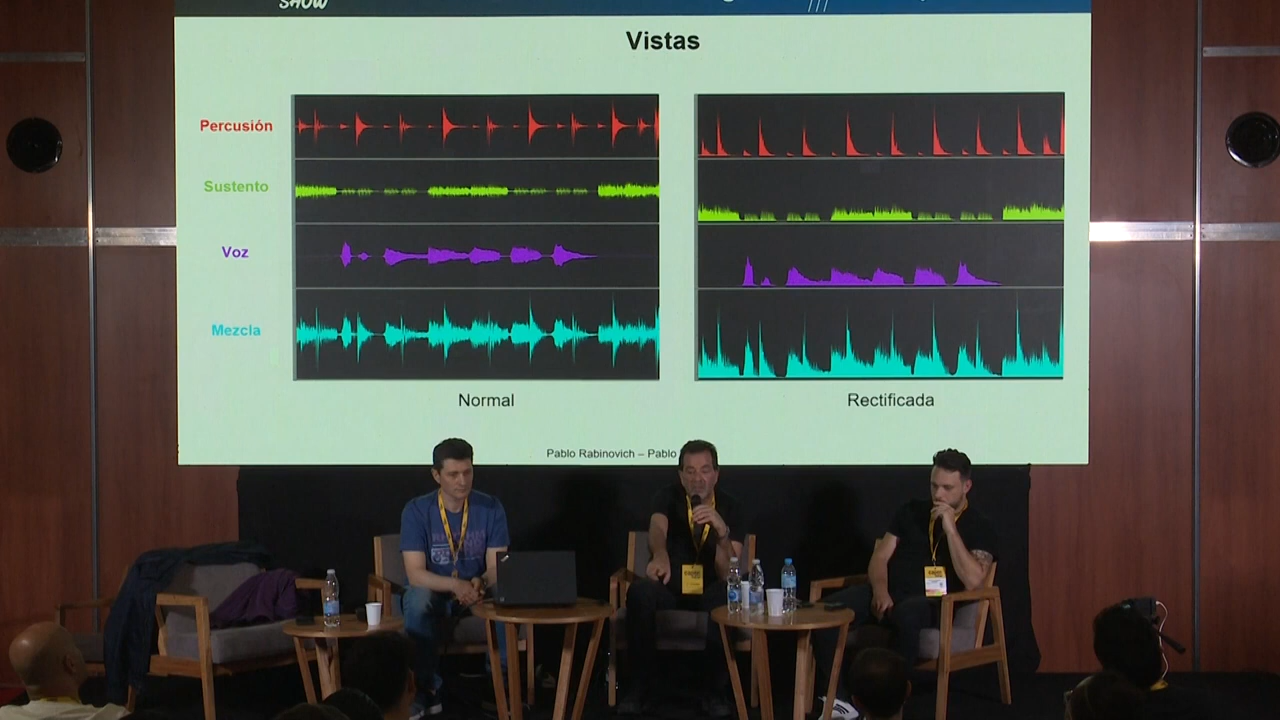 SHOW
Vistas
Percusión
Sustento
Voz
Mezcla
Normal
Rectificada
Pablo Rabinovich – Pablo